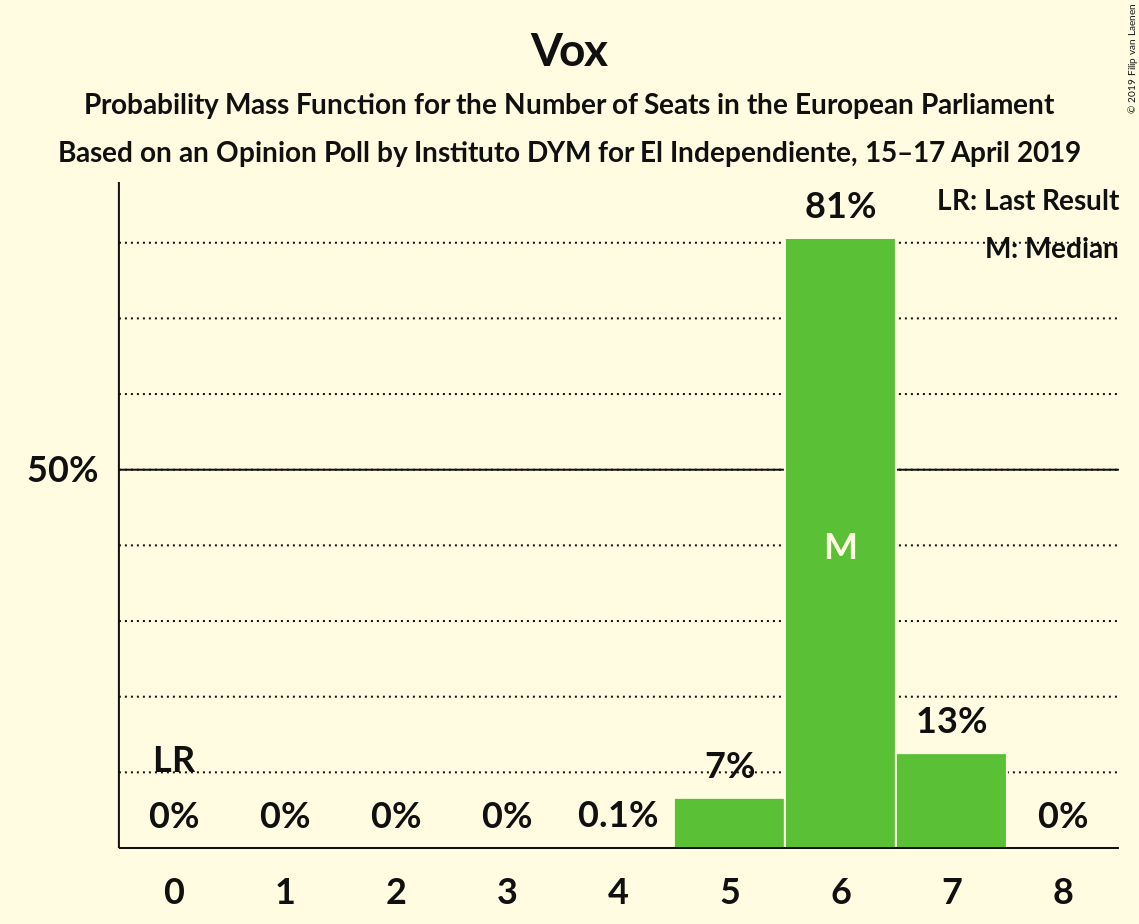 Vox
Probability Mass Function for the Number of Seats in the European Parliament
Based on an Opinion Poll by Instituto DYM for El Independiente, 15–17 April 2019
© 2019 Filip van Laenen
LR: Last Result
M: Median
81%
50%
M
13%
LR
7%
0% 0% 0% 0% 0.1% 0%
0 1 2 3 4 5 6 7 8